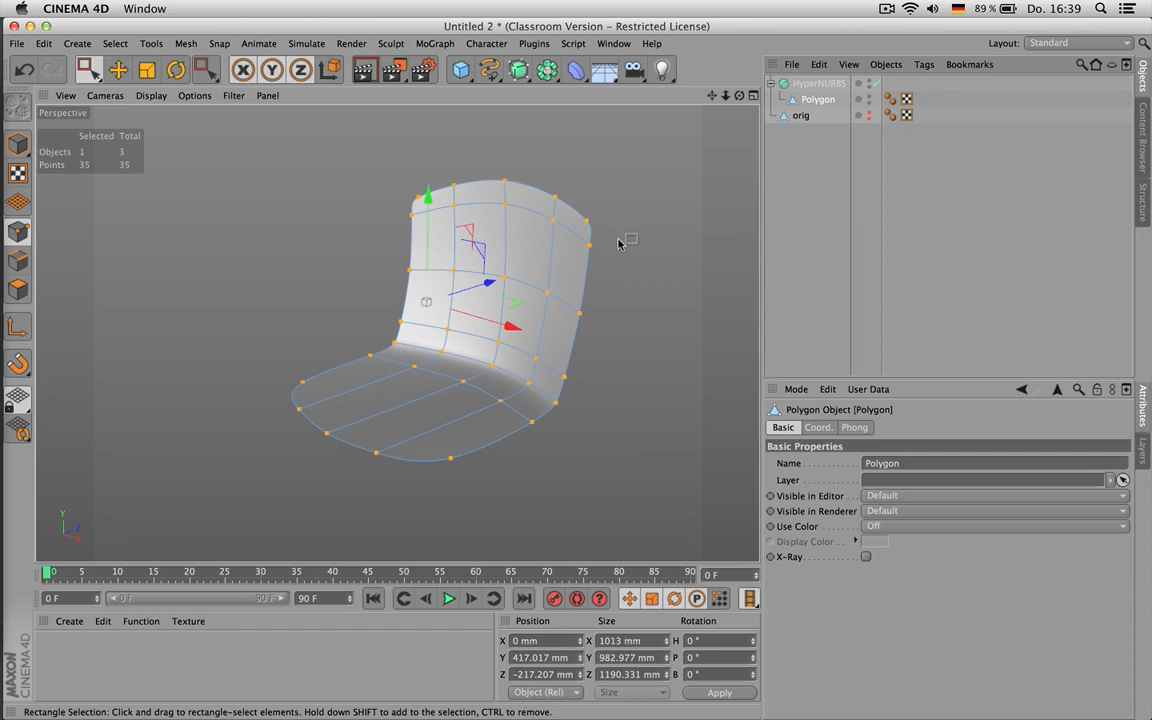 CINEMA 4D Window 89 % Do. 16:39
Untitled 2 * (Classroom Version - Restricted License)
File Edit Create Select Tools Mesh Snap Animate Simulate Render Sculpt MoGraph Character Plugins Script Window Help Layout: Standard
X Y Z
File Edit View Objects Tags Bookmarks
View Cameras Display Options Filter Panel
HyperNURBS
Polygon
orig
Perspective
Selected Total
Objects 1 3
Points 35 35
Objects
Content Browser
Structure
Mode Edit User Data
Polygon Object [Polygon]
Basic Coord. Phong
Basic Properties
Name Polygon
Layer
Visible in Editor Default
Visible in Renderer Default
Use Color Off
Display Color
X-Ray
Attributes
Layers
Y
Z
X
0 5 10 15 20 25 30 35 40 45 50 55 60 65 70 75 80 85 90 0 F
0 F 0 F 90 F 90 F
P
Create Edit Function Texture
Position Size Rotation
X 0 mm X 1013 mm H 0 °
Y 417.017 mm Y 982.977 mm P 0 °
Z -217.207 mm Z 1190.331 mm B 0 °
Object (Rel) Size Apply
MAXON
CINEMA 4D
Rectangle Selection: Click and drag to rectangle-select elements. Hold down SHIFT to add to the selection, CTRL to remove.